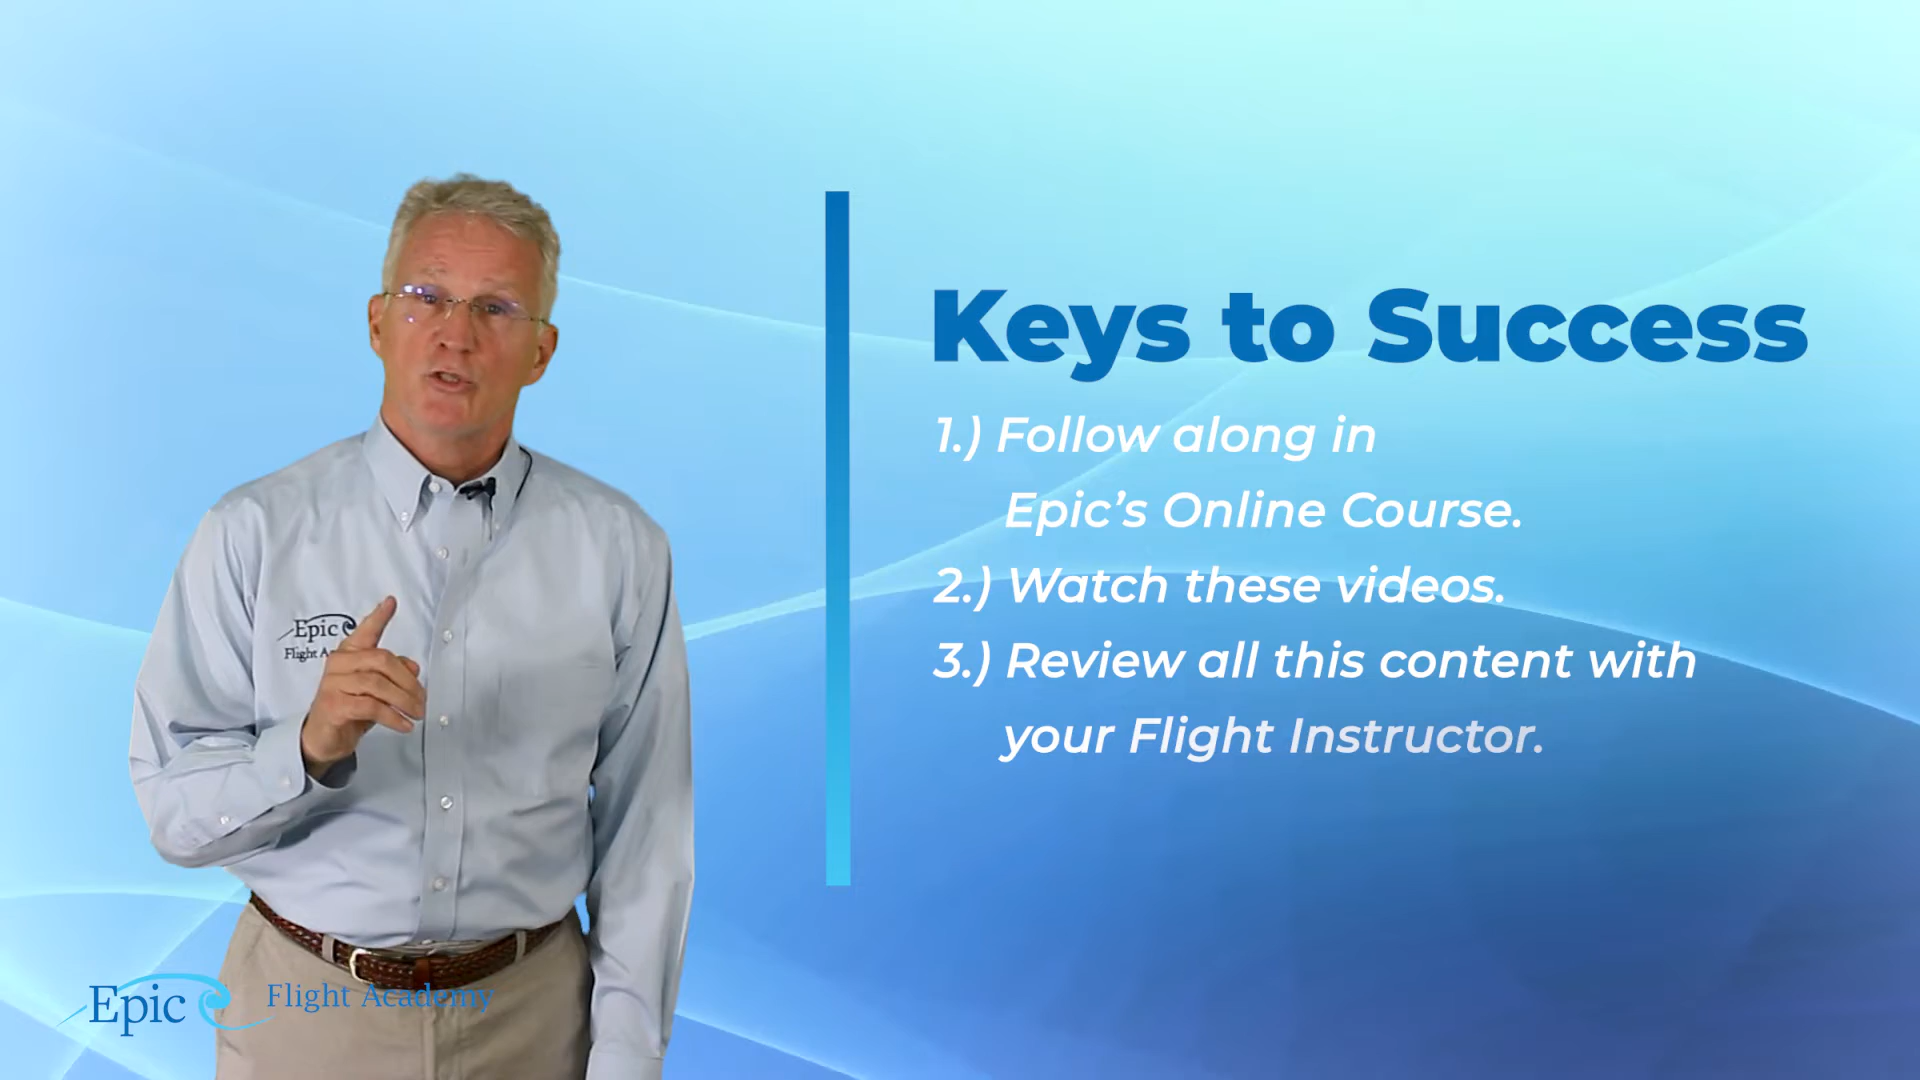 Keys to Success
1.) Follow along in
Epic’s Online Course.
2.) Watch these videos.
3.) Review all this content with
your Flight Instructor.
Epic
Flight
Epic Flight Academy